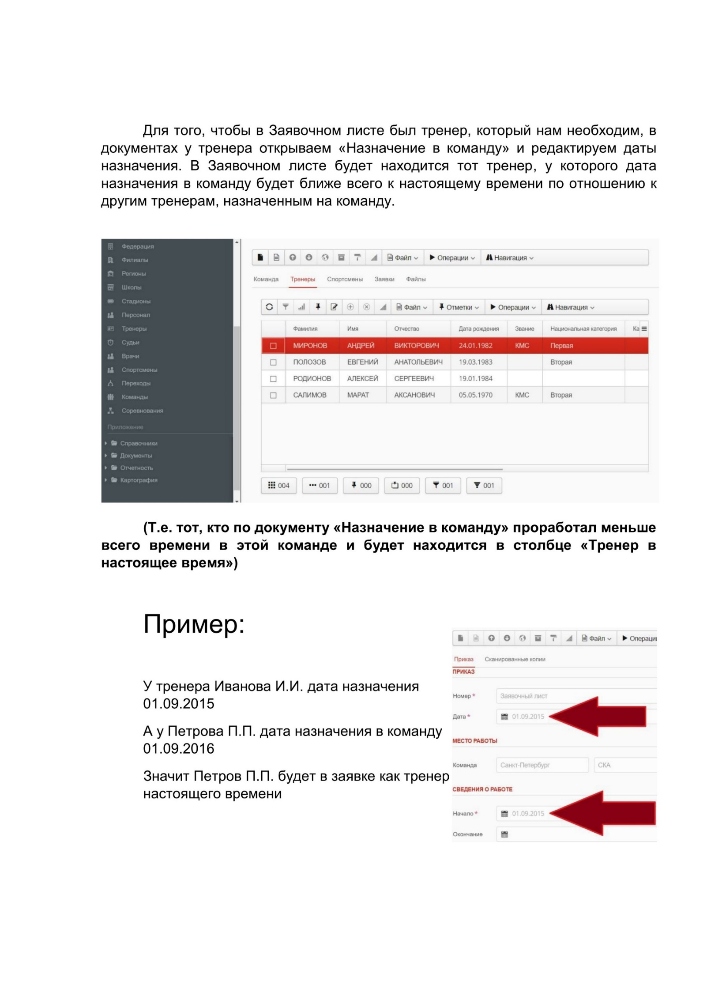 Для того, чтобы в Заявочном листе был тренер, который нам необходим, в
документах у тренера открываем «Назначение в команду» и редактируем даты
назначения. В Заявочном листе будет находится тот тренер, у которого дата
назначения в команду будет ближе всего к настоящему времени по отношению к
другим тренерам, назначенным на команду.
Федерация
Филиалы
Регионы
Школы
Стадионы
Персонал
Тренеры
Судьи
Врачи
Спортсмены
Переходы
Команды
Соревнования
Приложение
Справочники
Документы
Отчетность
Картография
Файл Операции Навигация
Команда Тренеры Спортсмены Заявки Файлы
Файл Отметки Операции Навигация
Фамилия Имя Отчество Дата рождения Звание Национальная категория Ка
МИРОНОВ АНДРЕЙ ВИКТОРОВИЧ 24.01.1982 КМС Первая
ПОЛОЗОВ ЕВГЕНИЙ АНАТОЛЬЕВИЧ 19.03.1983 Вторая
РОДИОНОВ АЛЕКСЕЙ СЕРГЕЕВИЧ 19.01.1984
САЛИМОВ МАРАТ АКСАНОВИЧ 05.05.1970 КМС Вторая
004 001 000 000 001 001
(Т.е. тот, кто по документу «Назначение в команду» проработал меньше
всего времени в этой команде и будет находится в столбце «Тренер в
настоящее время»)
Пример:
У тренера Иванова И.И. дата назначения
01.09.2015
А у Петрова П.П. дата назначения в команду
01.09.2016
Значит Петров П.П. будет в заявке как тренер
настоящего времени
Файл Операции
Приказ Сканированные копии
ПРИКАЗ
Номер * Заявочный лист
Дата * 01.09.2015
МЕСТО РАБОТЫ
Команда Санкт-Петербург СКА
СВЕДЕНИЯ О РАБОТЕ
Начало * 01.09.2015
Окончание